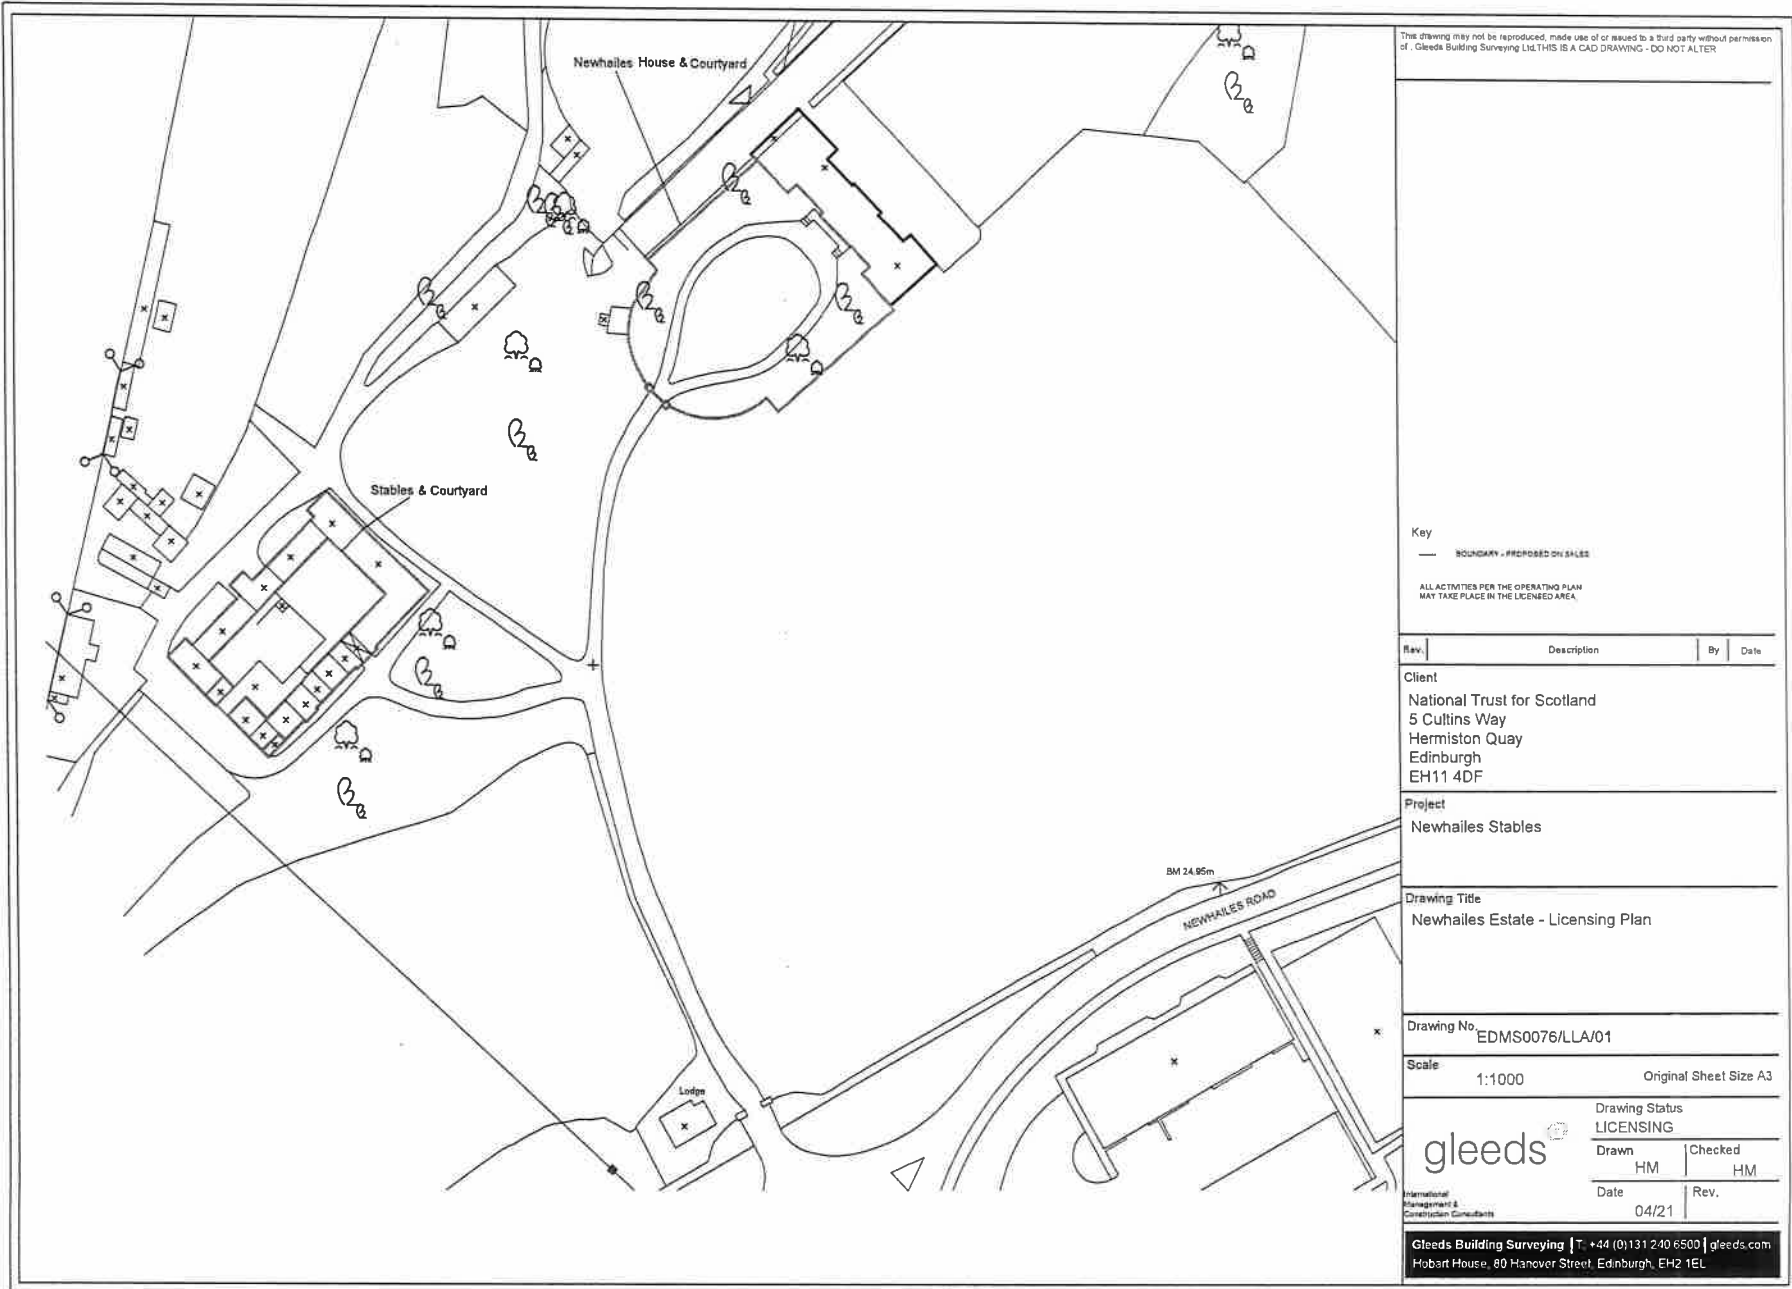 Newhailes House & Courtyard
Stables & Courtyard
BM 24.95m
NEWHAILES ROAD
Lodge
This drawing may not be reproduced, made use of or issued to a third party without permission
of . Gleeds Building Surveying Ltd.THIS IS A CAD DRAWING - DO NOT ALTER
Key
BOUNDARY - PROPOSED ON SALES
ALL ACTIVITIES PER THE OPERATING PLAN
MAY TAKE PLACE IN THE LICENSED AREA.
Rev. Description By Date
Client
National Trust for Scotland
5 Cultins Way
Hermiston Quay
Edinburgh
EH11 4DF
Project
Newhailes Stables
Drawing Title
Newhailes Estate - Licensing Plan
Drawing No. EDMS0076/LLA/01
Scale
1:1000 Original Sheet Size A3
gleeds
International
Management &
Construction Consultants
Drawing Status
LICENSING
Drawn Checked
HM HM
Date Rev.
04/21
Gleeds Building Surveying | T: +44 (0)131 240 6500 | gleeds.com
Hobart House, 80 Hanover Street, Edinburgh, EH2 1EL